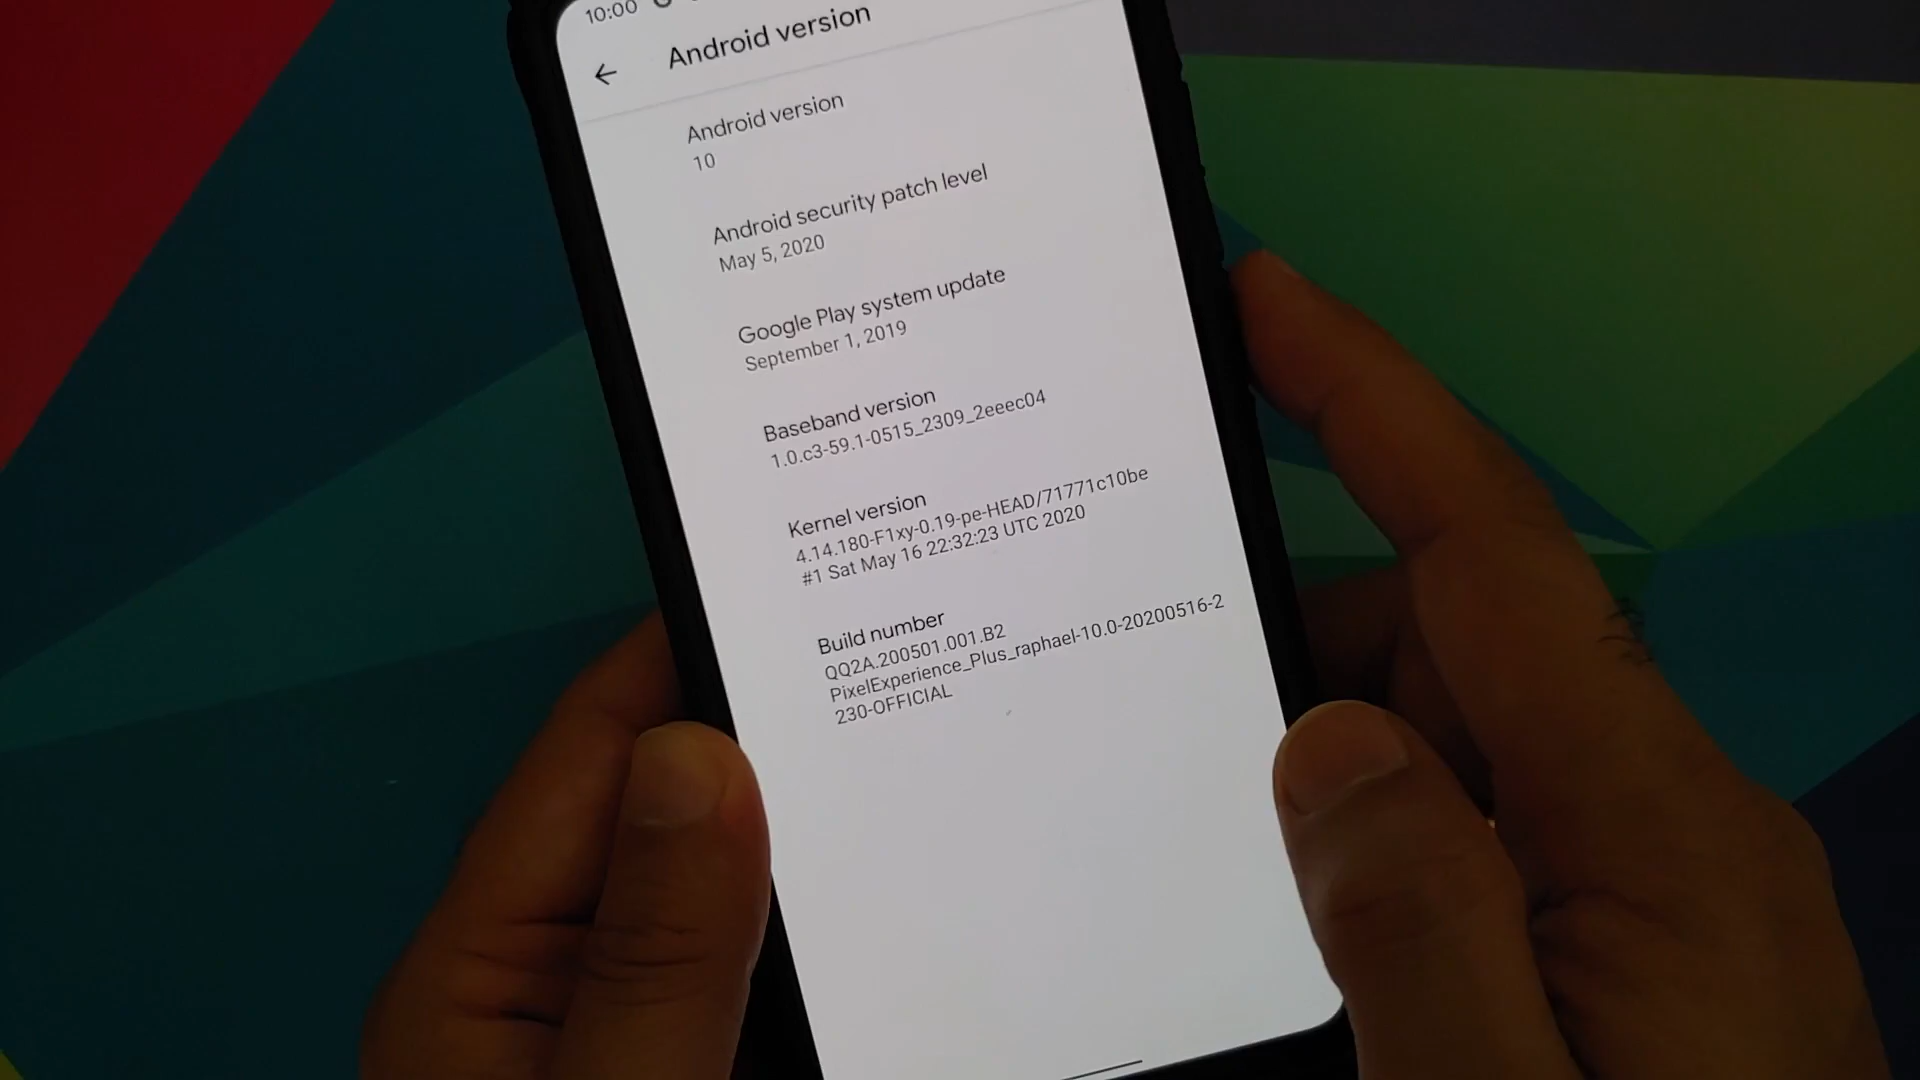 10:00
Android version
Android version
10
Android security patch level
May 5, 2020
Google Play system update
September 1, 2019
Baseband version
1.0.c3-59.1-0515_2309_2eeec04
Kernel version
4.14.180-F1xy-0.19-pe-HEAD/71771c10be
#1 Sat May 16 22:32:23 UTC 2020
Build number
QQ2A.200501.001.B2
PixelExperience_Plus_raphael-10.0-20200516-2
230-OFFICIAL